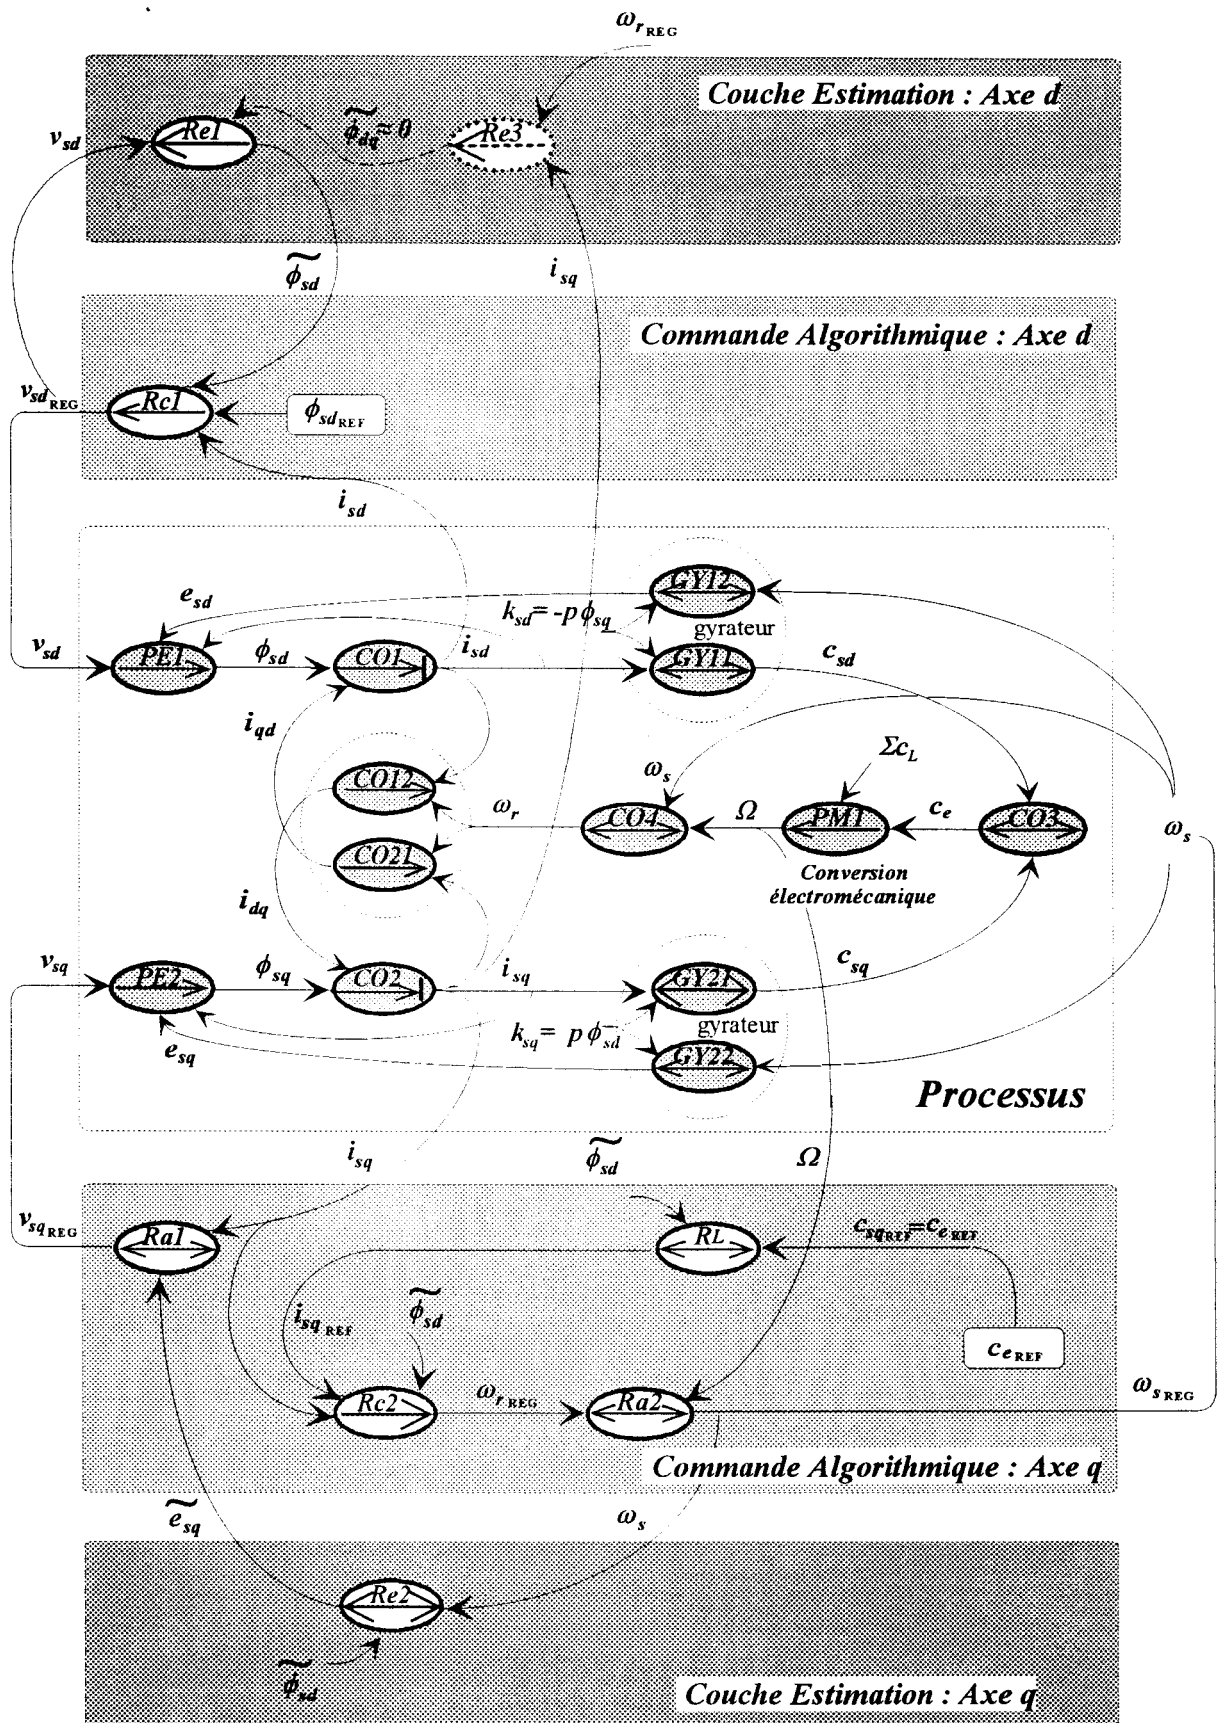 ω_r REG
Couche Estimation : Axe d
v_sd
Re1
φ̃_dq ≈ 0
Re3
φ̃_sd
i_sq
Commande Algorithmique : Axe d
v_sd REG
Rc1
φ_sd REF
i_sd
e_sd
GY12
k_sd = -p φ_sq
gyrateur
v_sd
PE1
φ_sd
CO1
i_sd
GY11
c_sd
i_qd
CO12
ω_s
Σc_L
ω_r
CO4
Ω
PM1
c_e
CO3
ω_s
CO21
Conversion
électromécanique
i_dq
v_sq
PE2
φ_sq
CO2
i_sq
GY21
c_sq
k_sq = p φ_sd
gyrateur
e_sq
GY22
Processus
i_sq
φ̃_sd
Ω
v_sq REG
Ra1
RL
c_sq REF = c_e REF
i_sq REF
φ̃_sd
c_e REF
Rc2
ω_r REG
Ra2
ω_s REG
Commande Algorithmique : Axe q
ẽ_sq
ω_s
Re2
φ̃_sd
Couche Estimation : Axe q